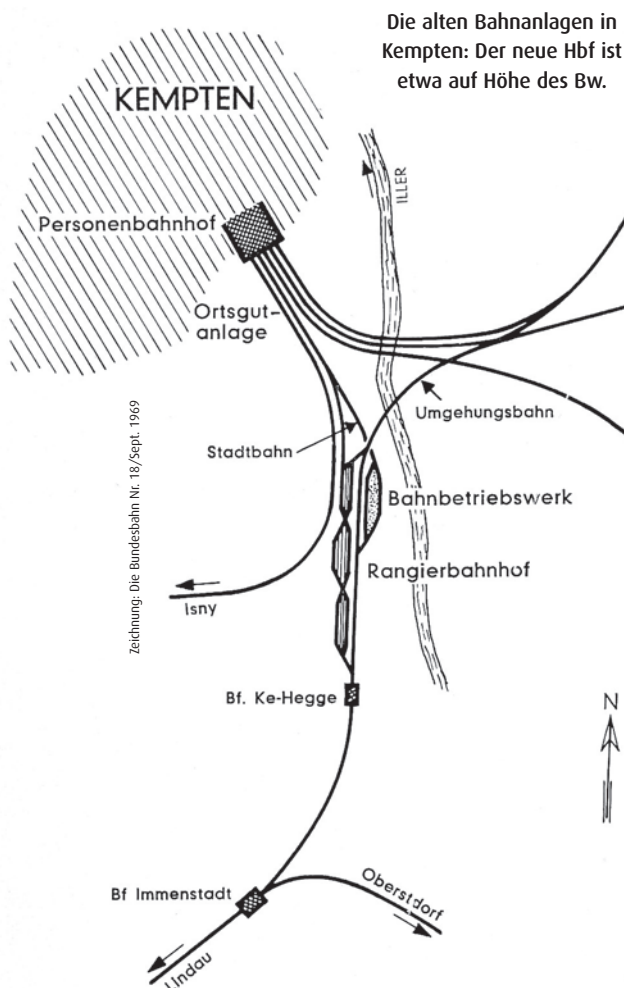 Die alten Bahnanlagen in
Kempten: Der neue Hbf ist
etwa auf Höhe des Bw.
KEMPTEN
ILLER
Personenbahnhof
Ortsgut-
anlage
Umgehungsbahn
Stadtbahn
Bahnbetriebswerk
Rangierbahnhof
Zeichnung: Die Bundesbahn Nr. 18/Sept. 1969
Isny
Bf. Ke-Hegge
N
Bf Immenstadt
Oberstdorf
Lindau